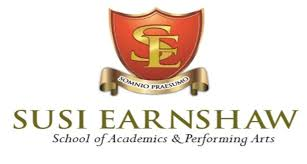 SE
SOMNIO PRAESUMO
SUSI EARNSHAW
School of Academics & Performing Arts